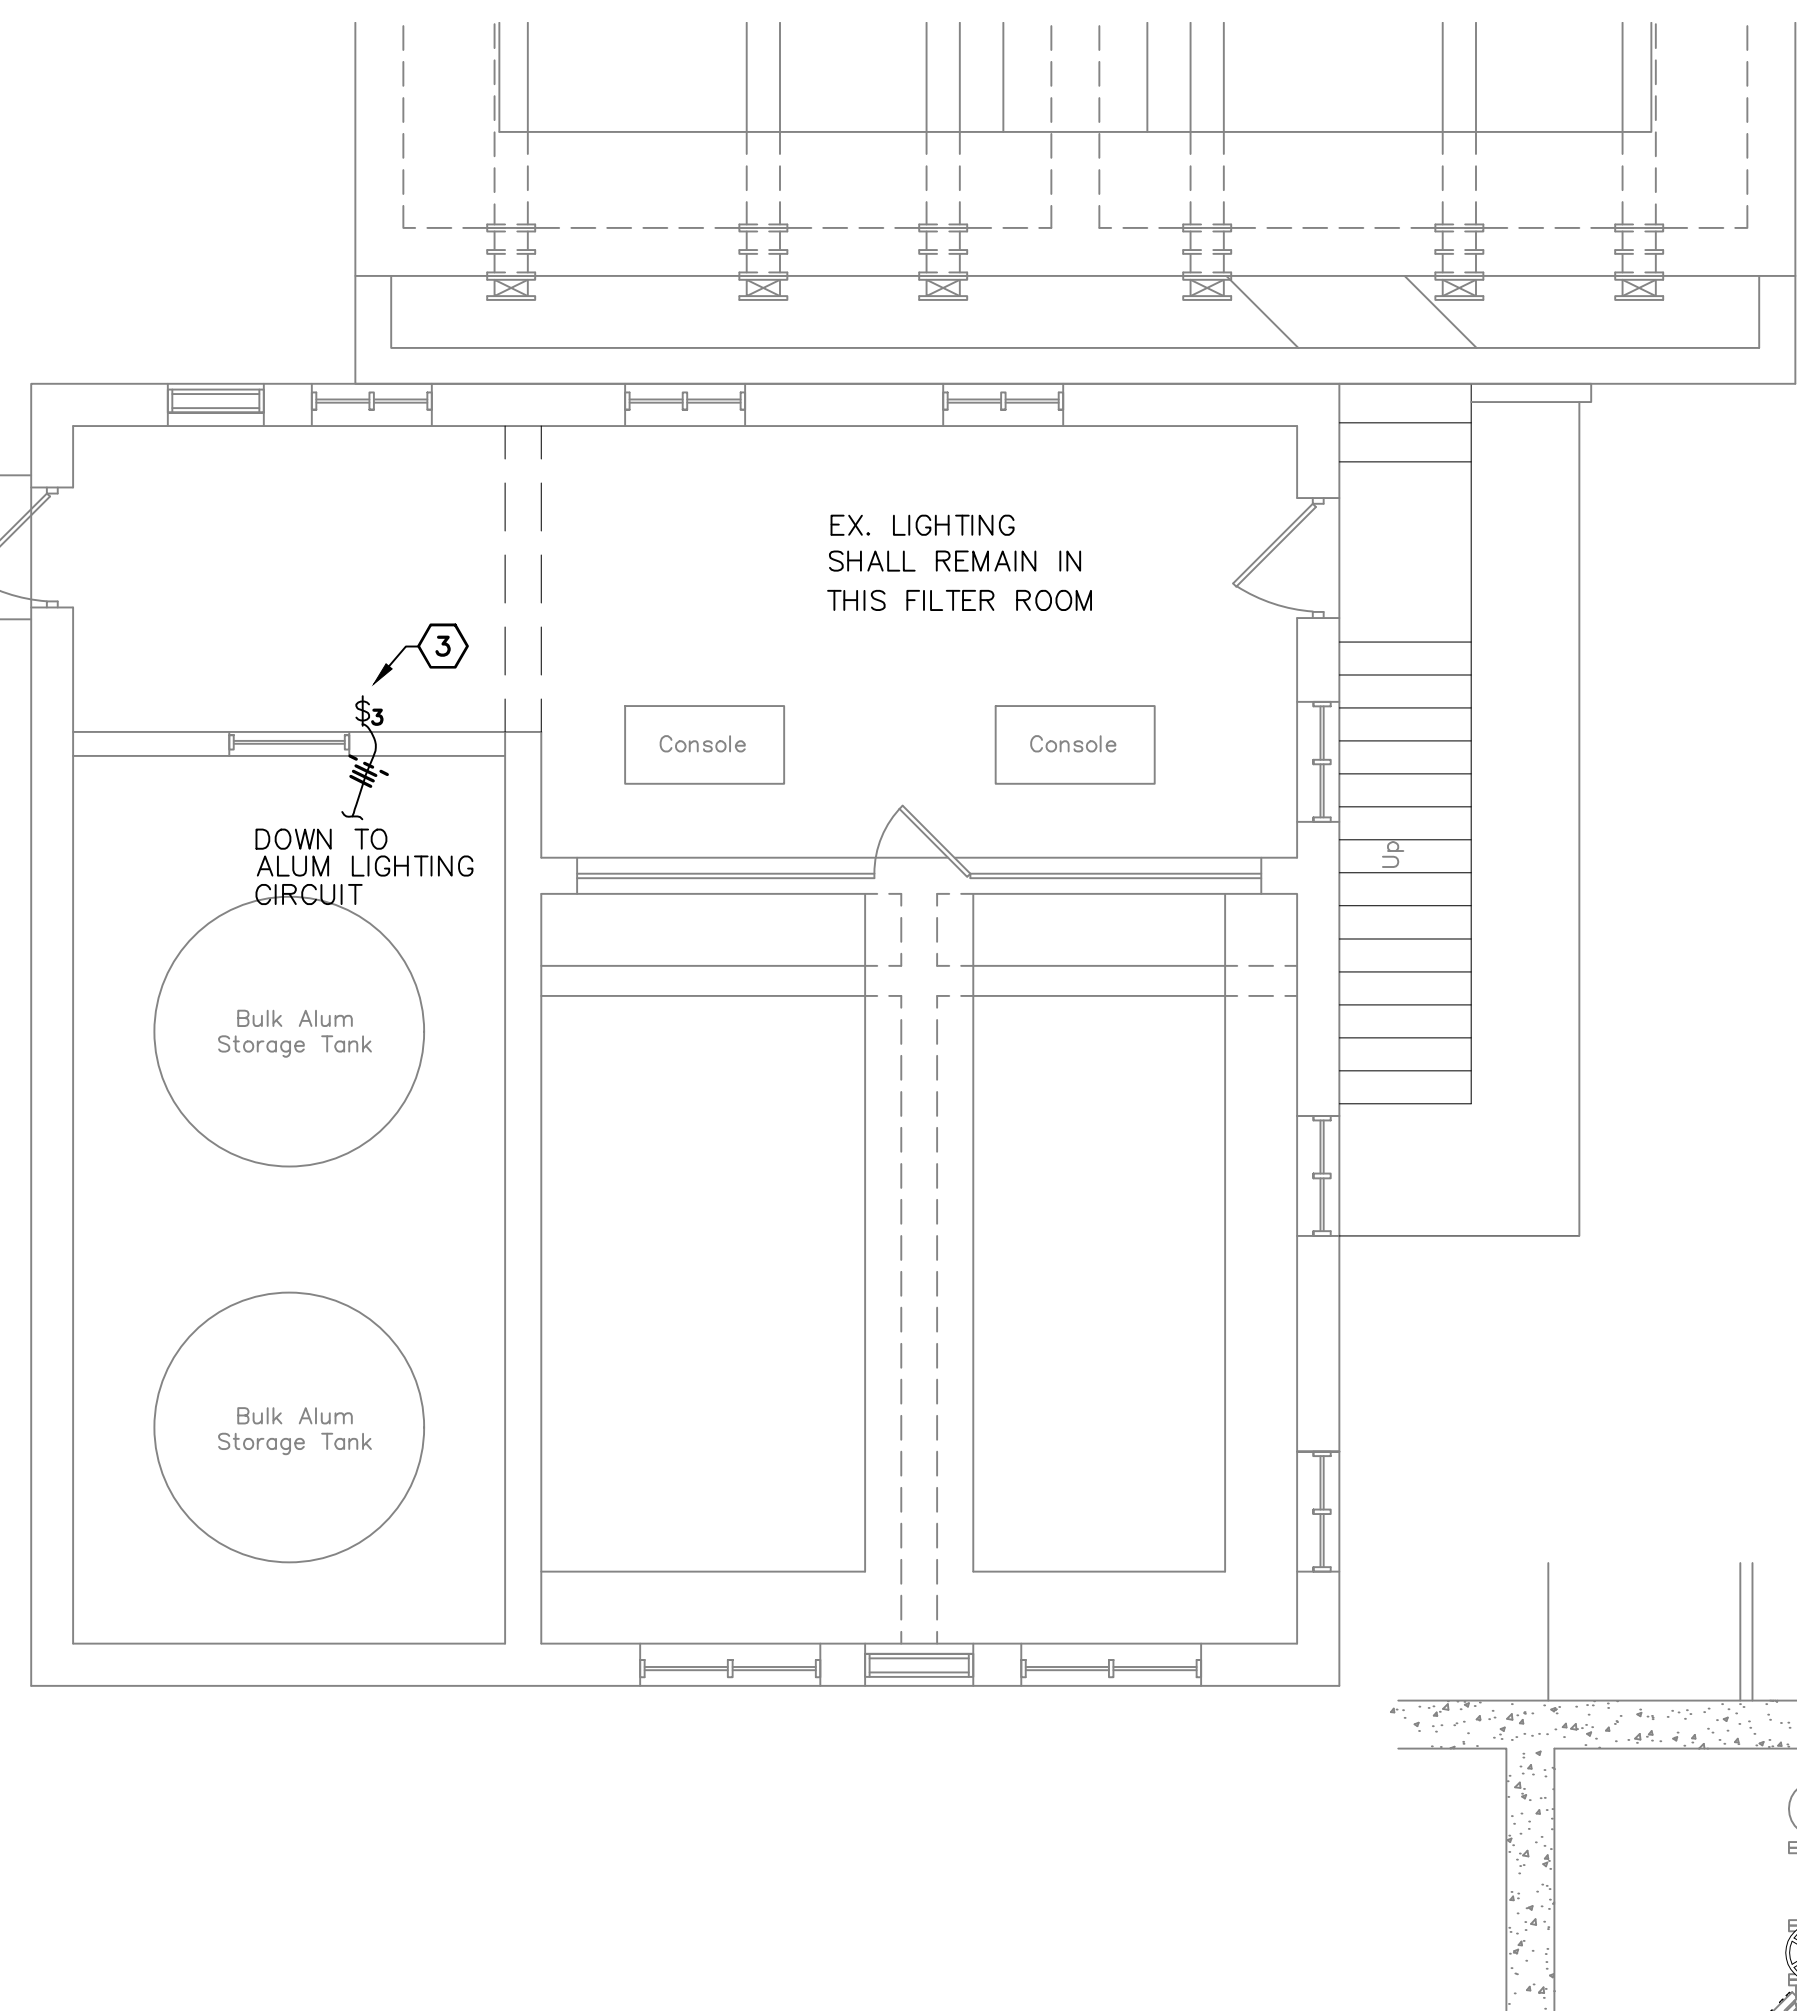 EX. LIGHTING
SHALL REMAIN IN
THIS FILTER ROOM
3
$3
Console
Console
DOWN TO
ALUM LIGHTING
CIRCUIT
Up
Bulk Alum
Storage Tank
Bulk Alum
Storage Tank